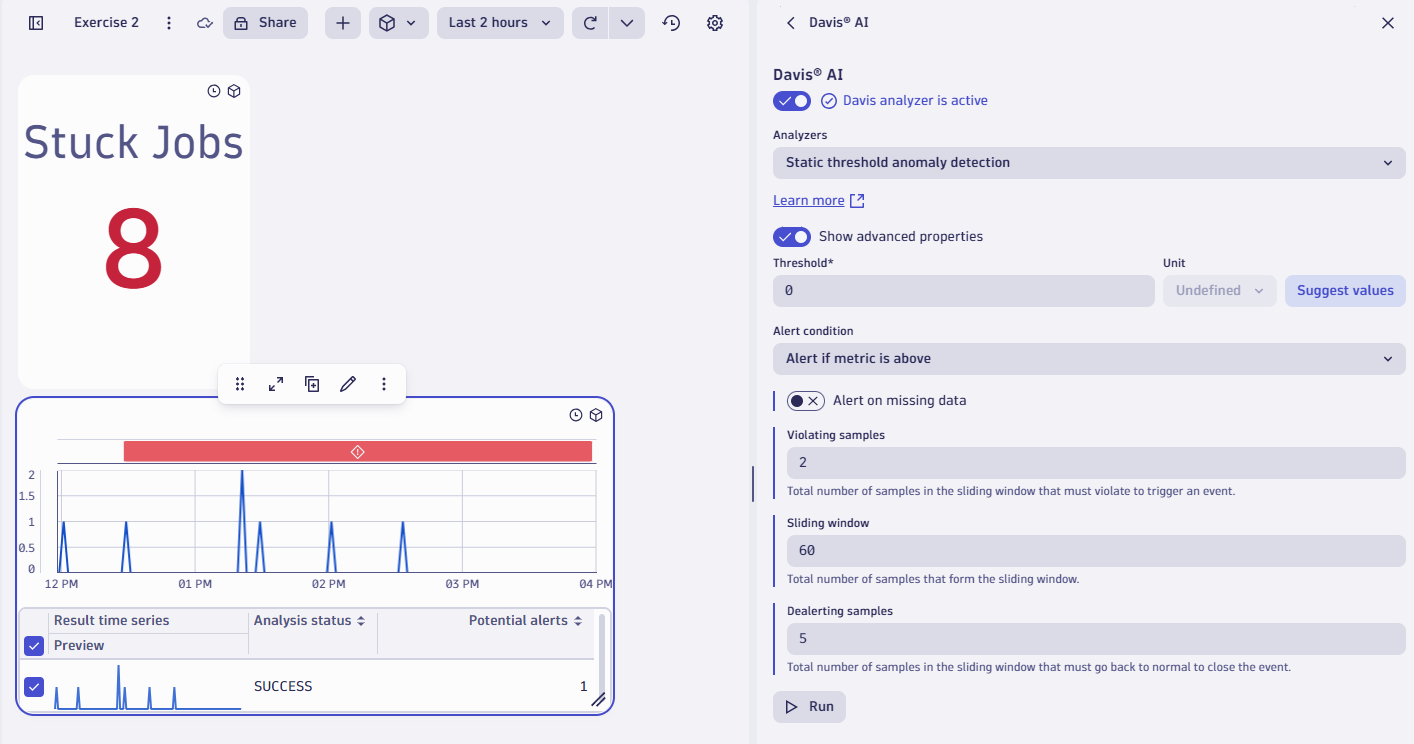 Exercise 2
Share
Last 2 hours
Stuck Jobs
8
2
1.5
1
0.5
0
12 PM 01 PM 02 PM 03 PM 04 PM
Result time series Analysis status Potential alerts
Preview
SUCCESS 1
Davis® AI
Davis® AI
Davis analyzer is active
Analyzers
Static threshold anomaly detection
Learn more
Show advanced properties
Threshold* Unit
0 Undefined Suggest values
Alert condition
Alert if metric is above
Alert on missing data
Violating samples
2
Total number of samples in the sliding window that must violate to trigger an event.
Sliding window
60
Total number of samples that form the sliding window.
Dealerting samples
5
Total number of samples in the sliding window that must go back to normal to close the event.
Run